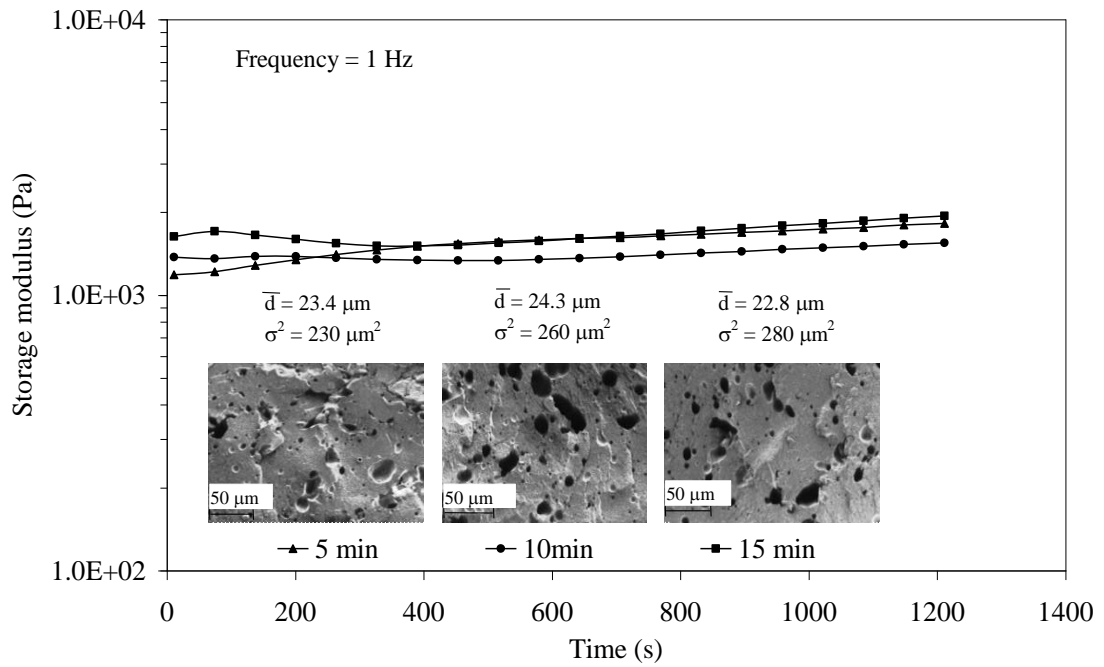 1.0E+04
Frequency = 1 Hz
Storage modulus (Pa)
1.0E+03
d̅ = 23.4 μm
σ² = 230 μm²
d̅ = 24.3 μm
σ² = 260 μm²
d̅ = 22.8 μm
σ² = 280 μm²
50 μm
50 μm
50 μm
5 min
10min
15 min
1.0E+02
0 200 400 600 800 1000 1200 1400
Time (s)